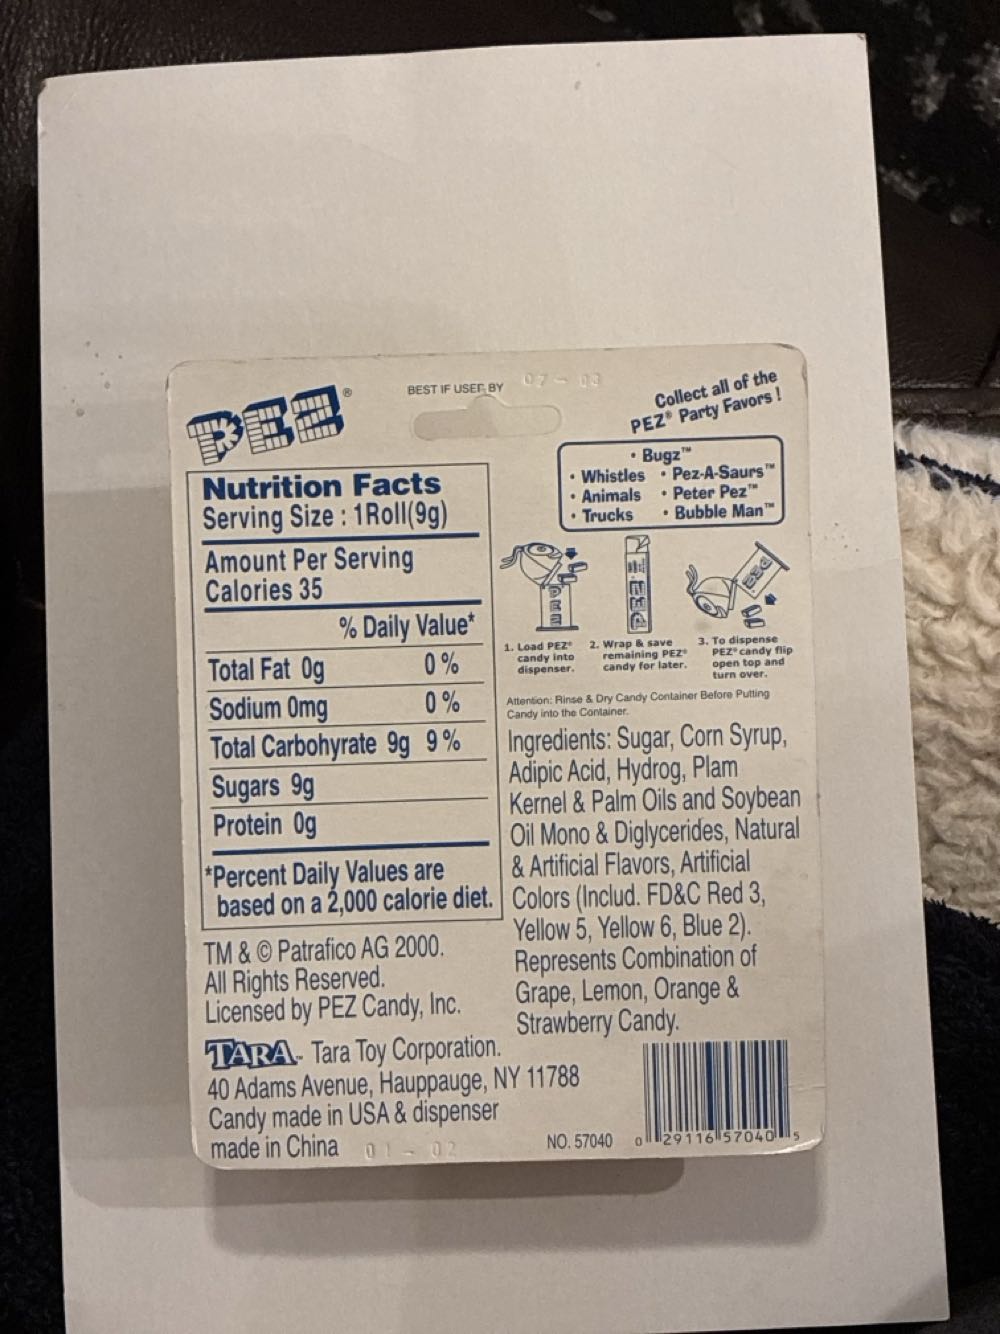 PEZ®
BEST IF USED BY 07-03
Collect all of the
PEZ® Party Favors !
• Bugz™
• Whistles • Pez-A-Saurs™
• Animals • Peter Pez™
• Trucks • Bubble Man™
Nutrition Facts
Serving Size : 1Roll(9g)
Amount Per Serving
Calories 35
% Daily Value*
Total Fat 0g 0%
Sodium 0mg 0%
Total Carbohyrate 9g 9%
Sugars 9g
Protein 0g
*Percent Daily Values are
based on a 2,000 calorie diet.
PEZ
PEZ
PEZ
1. Load PEZ®
candy into
dispenser.
2. Wrap & save
remaining PEZ®
candy for later.
3. To dispense
PEZ® candy flip
open top and
turn over.
Attention: Rinse & Dry Candy Container Before Putting
Candy into the Container.
Ingredients: Sugar, Corn Syrup,
Adipic Acid, Hydrog, Plam
Kernel & Palm Oils and Soybean
Oil Mono & Diglycerides, Natural
& Artificial Flavors, Artificial
Colors (Includ. FD&C Red 3,
Yellow 5, Yellow 6, Blue 2).
Represents Combination of
Grape, Lemon, Orange &
Strawberry Candy.
TM & © Patrafico AG 2000.
All Rights Reserved.
Licensed by PEZ Candy, Inc.
TARA™ Tara Toy Corporation.
40 Adams Avenue, Hauppauge, NY 11788
Candy made in USA & dispenser
made in China 01-02
NO. 57040
0 29116 57040 5